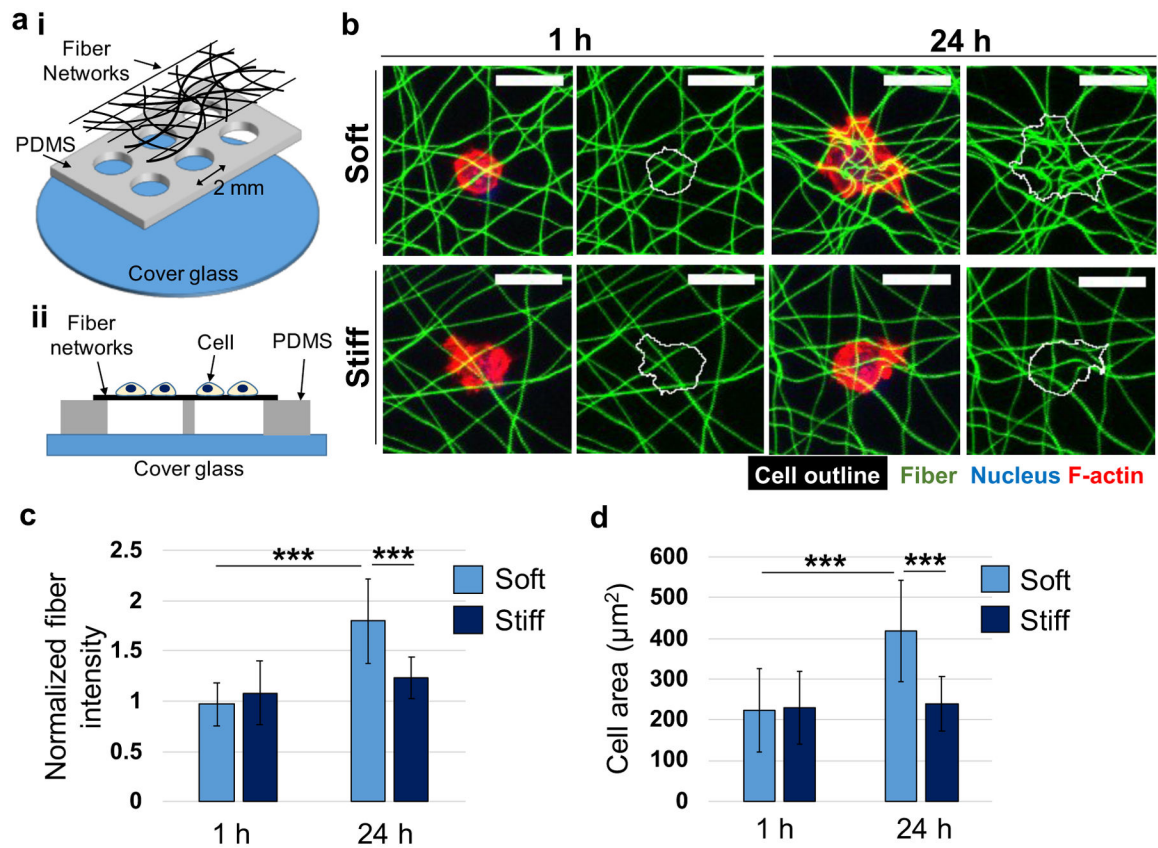 a i
Fiber
Networks
PDMS
2 mm
Cover glass
ii
Fiber
networks
Cell
PDMS
Cover glass
b
1 h
24 h
Soft
Stiff
Cell outline Fiber Nucleus F-actin
c
Normalized fiber
intensity
2.5
2
1.5
1
0.5
0
***
***
Soft
Stiff
1 h
24 h
d
Cell area (μm²)
600
500
400
300
200
100
0
***
***
Soft
Stiff
1 h
24 h